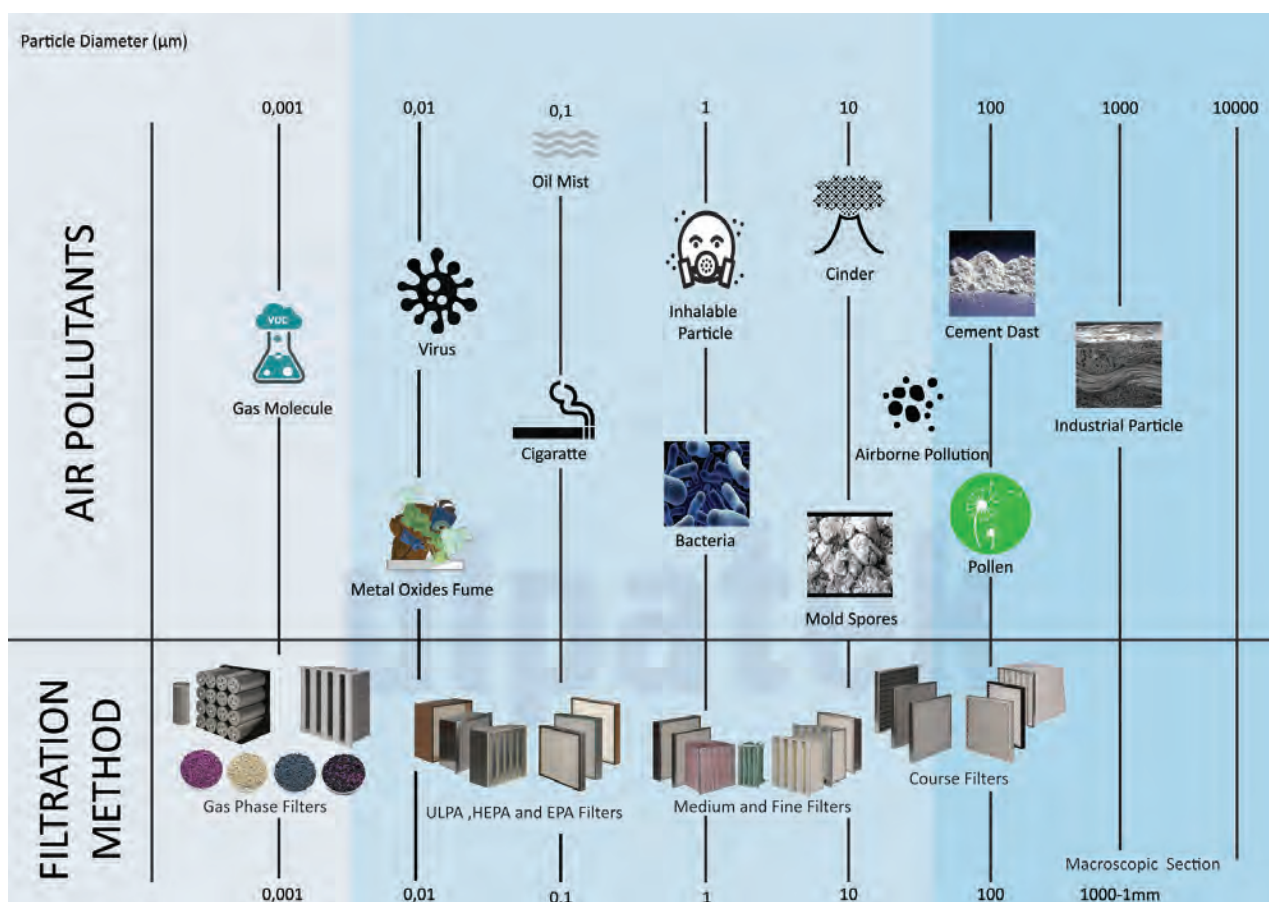 Particle Diameter (µm)
0,001
0,01
0,1
1
10
100
1000
10000
AIR POLLUTANTS
Oil Mist
VOC
Gas Molecule
Virus
Cigaratte
Metal Oxides Fume
Inhalable
Particle
Bacteria
Cinder
Airborne Pollution
Mold Spores
Cement Dast
Pollen
Industrial Particle
FILTRATION
METHOD
Gas Phase Filters
ULPA ,HEPA and EPA Filters
Medium and Fine Filters
Course Filters
Macroscopic Section
0,001
0,01
0,1
1
10
100
1000-1mm